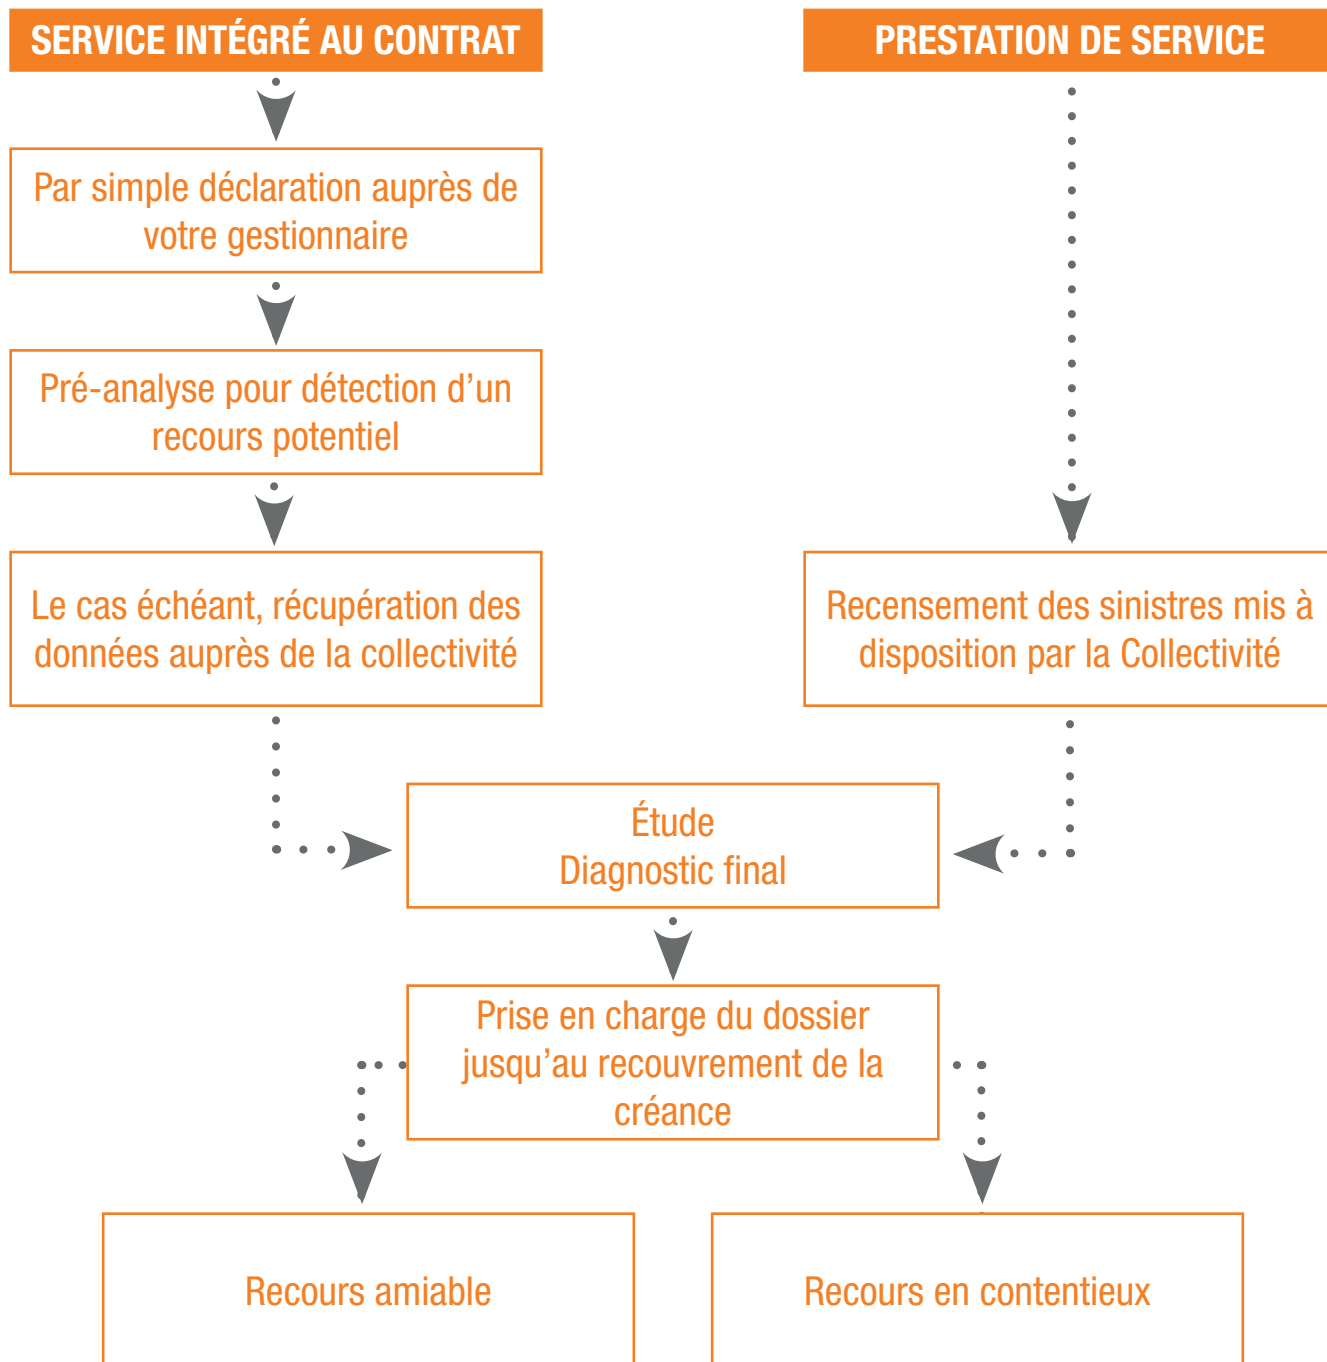 SERVICE INTÉGRÉ AU CONTRAT
PRESTATION DE SERVICE
Par simple déclaration auprès de
votre gestionnaire
Pré-analyse pour détection d’un
recours potentiel
Le cas échéant, récupération des
données auprès de la collectivité
Recensement des sinistres mis à
disposition par la Collectivité
Étude
Diagnostic final
Prise en charge du dossier
jusqu’au recouvrement de la
créance
Recours amiable
Recours en contentieux